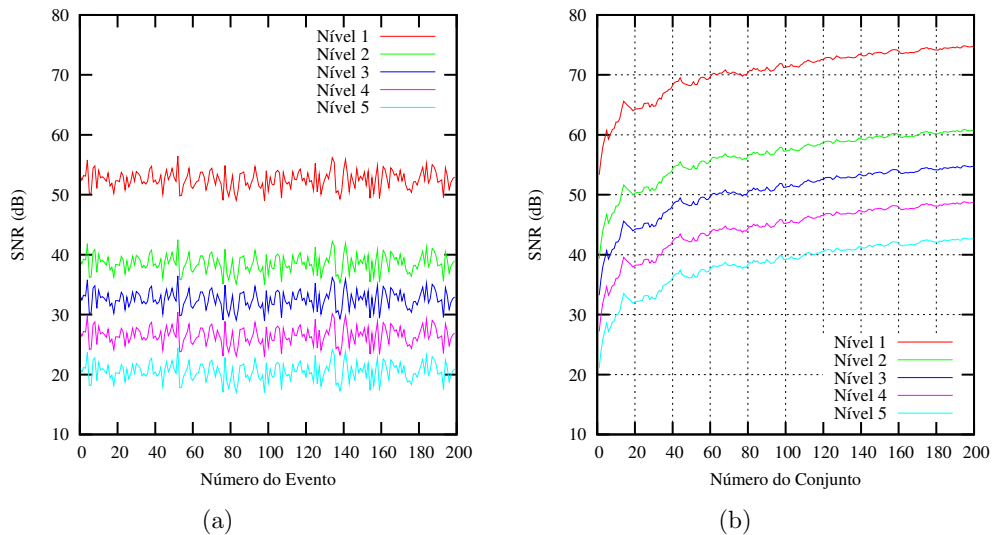 80
70
60
50
40
30
20
10
SNR (dB)
0 20 40 60 80 100 120 140 160 180 200
Número do Evento
Nível 1
Nível 2
Nível 3
Nível 4
Nível 5
(a)
80
70
60
50
40
30
20
10
SNR (dB)
0 20 40 60 80 100 120 140 160 180 200
Número do Conjunto
Nível 1
Nível 2
Nível 3
Nível 4
Nível 5
(b)